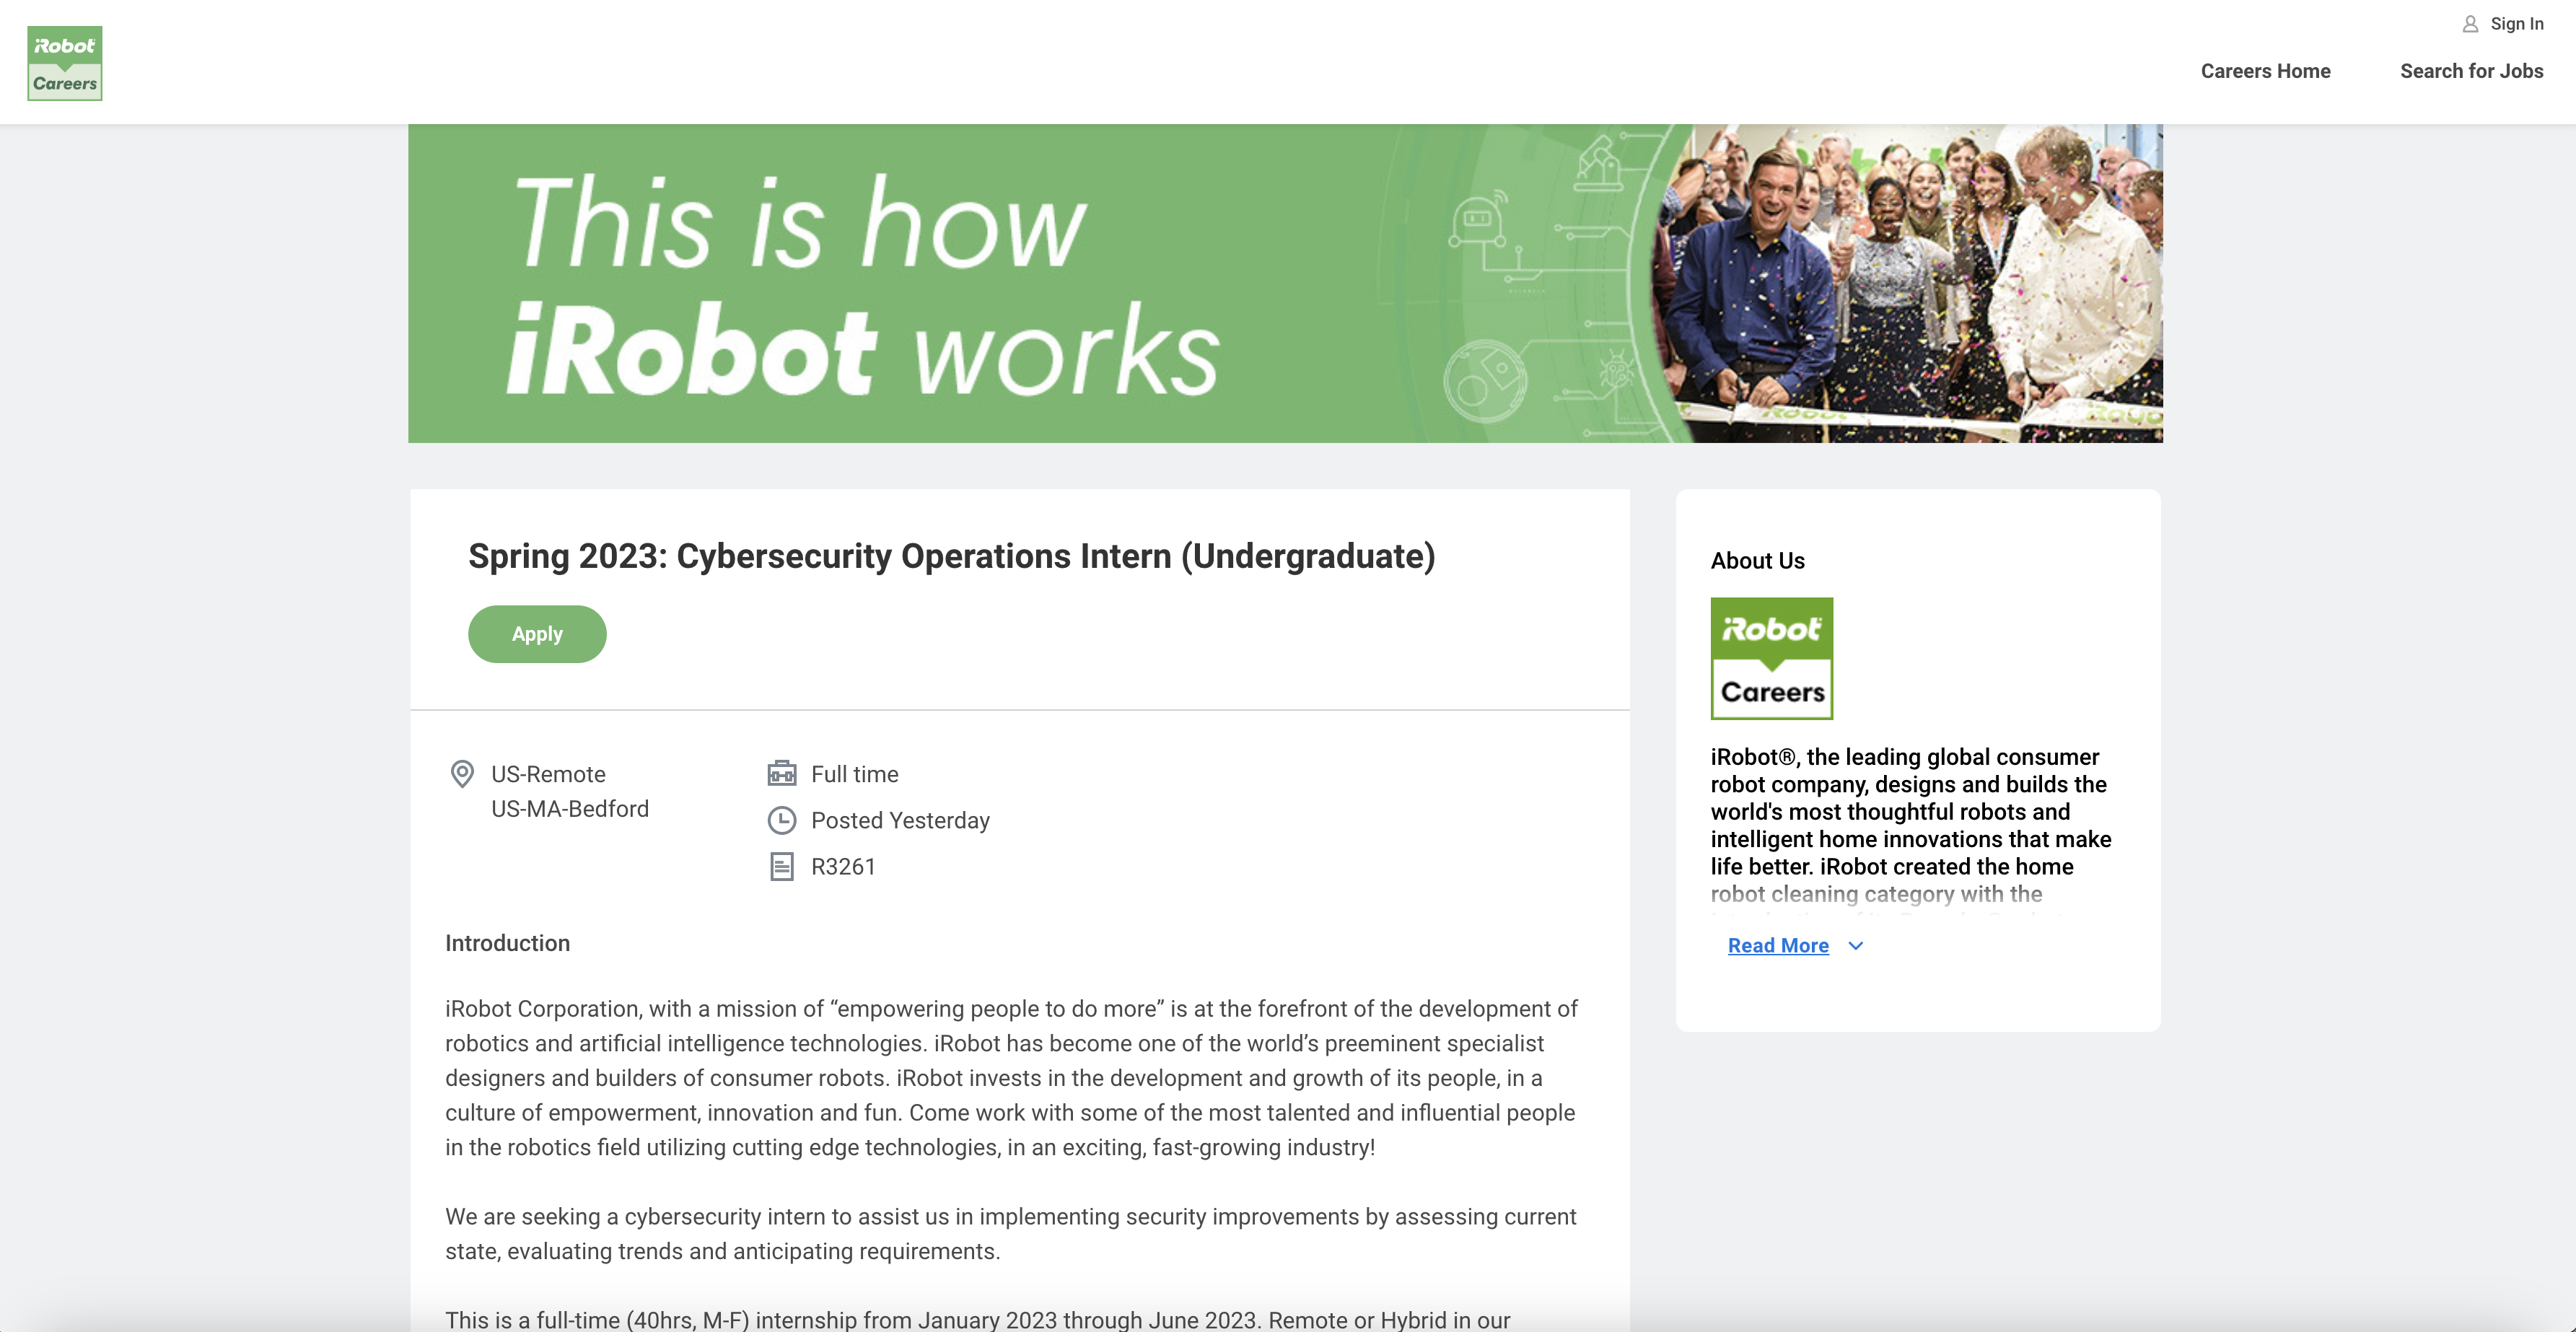 iRobot
Careers
Sign In
Careers Home
Search for Jobs
This is how
iRobot works
Spring 2023: Cybersecurity Operations Intern (Undergraduate)
Apply
US-Remote
US-MA-Bedford
Full time
Posted Yesterday
R3261
Introduction
iRobot Corporation, with a mission of “empowering people to do more” is at the forefront of the development of
robotics and artificial intelligence technologies. iRobot has become one of the world’s preeminent specialist
designers and builders of consumer robots. iRobot invests in the development and growth of its people, in a
culture of empowerment, innovation and fun. Come work with some of the most talented and influential people
in the robotics field utilizing cutting edge technologies, in an exciting, fast-growing industry!
We are seeking a cybersecurity intern to assist us in implementing security improvements by assessing current
state, evaluating trends and anticipating requirements.
This is a full-time (40hrs, M-F) internship from January 2023 through June 2023. Remote or Hybrid in our
About Us
iRobot
Careers
iRobot®, the leading global consumer
robot company, designs and builds the
world's most thoughtful robots and
intelligent home innovations that make
life better. iRobot created the home
robot cleaning category with the
Read More